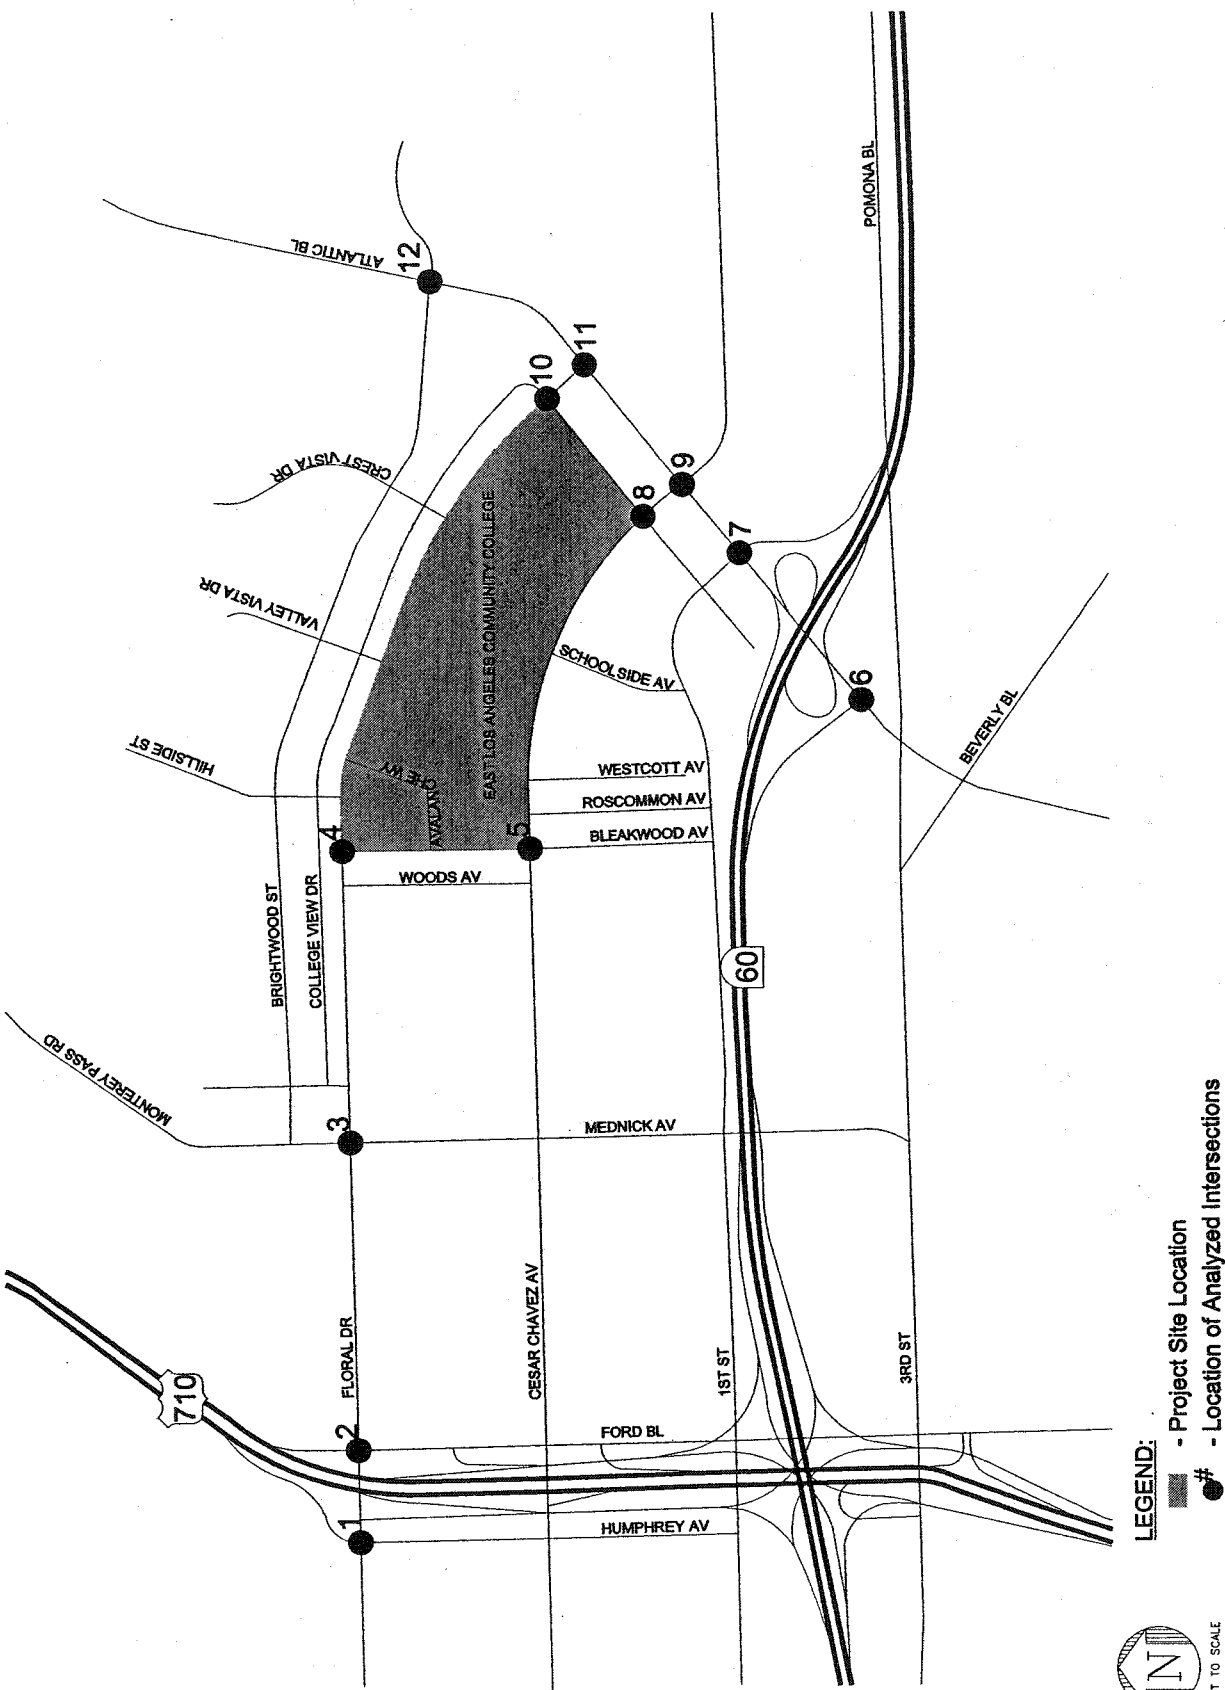 ATLANTIC BL
12
CREST VISTA DR
VALLEY VISTA DR
HILLSIDE ST
MONTEREY PASS RD
BRIGHTWOOD ST
COLLEGE VIEW DR
10
11
9
8
7
6
EAST LOS ANGELES COMMUNITY COLLEGE
AVALANCHE WY
4
5
3
2
1
SCHOOLSIDE AV
WESTCOTT AV
ROSCOMMON AV
BLEAKWOOD AV
WOODS AV
MEDNICK AV
FORD BL
HUMPHREY AV
FLORAL DR
CESAR CHAVEZ AV
1ST ST
3RD ST
POMONA BL
BEVERLY BL
60
710
LEGEND:
- Project Site Location
# - Location of Analyzed Intersections
N
T TO SCALE